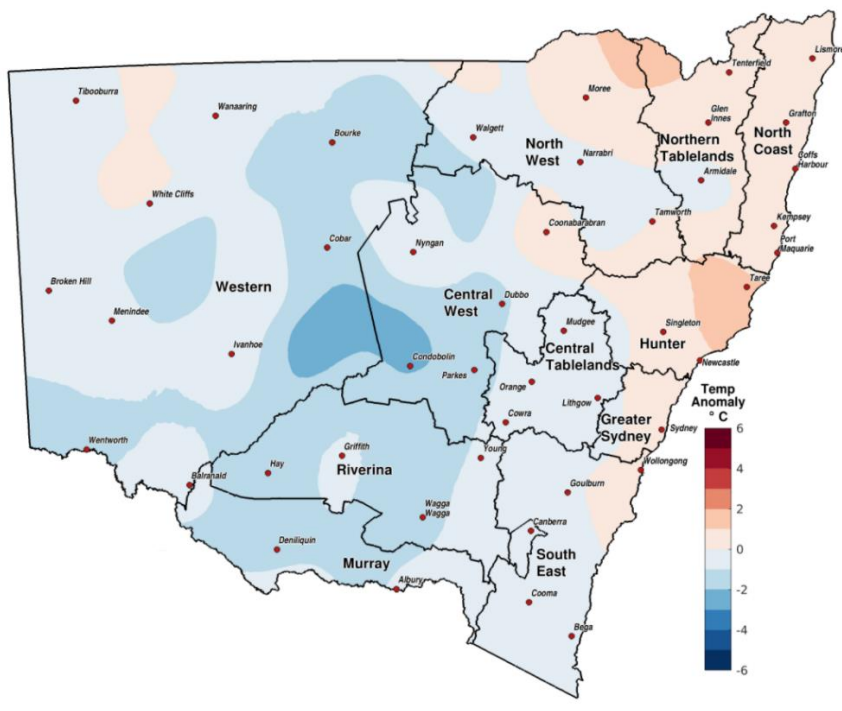 Lismore
Tenterfield
Tibooburra
Moree
Wanaaring
Glen
Innes
Grafton
Walgett
North
West
Northern
Tablelands
North
Coast
Bourke
Narrabri
Coffs
Harbour
Armidale
White Cliffs
Tamworth
Kempsey
Coonabarabran
Port
Maquarie
Cobar
Nyngan
Taree
Broken Hill
Western
Central
West
Dubbo
Menindee
Mudgee
Singleton
Hunter
Central
Tablelands
Ivanhoe
Condobolin
Newcastle
Parkes
Orange
Lithgow
Temp
Anomaly
° C
Cowra
Greater
Sydney
Sydney
6
Wentworth
Griffith
Young
Wollongong
4
Balranald
Hay
Riverina
Goulburn
2
Wagga
Wagga
Canberra
0
Deniliquin
Murray
South
East
Albury
-2
Cooma
-4
Bega
-6